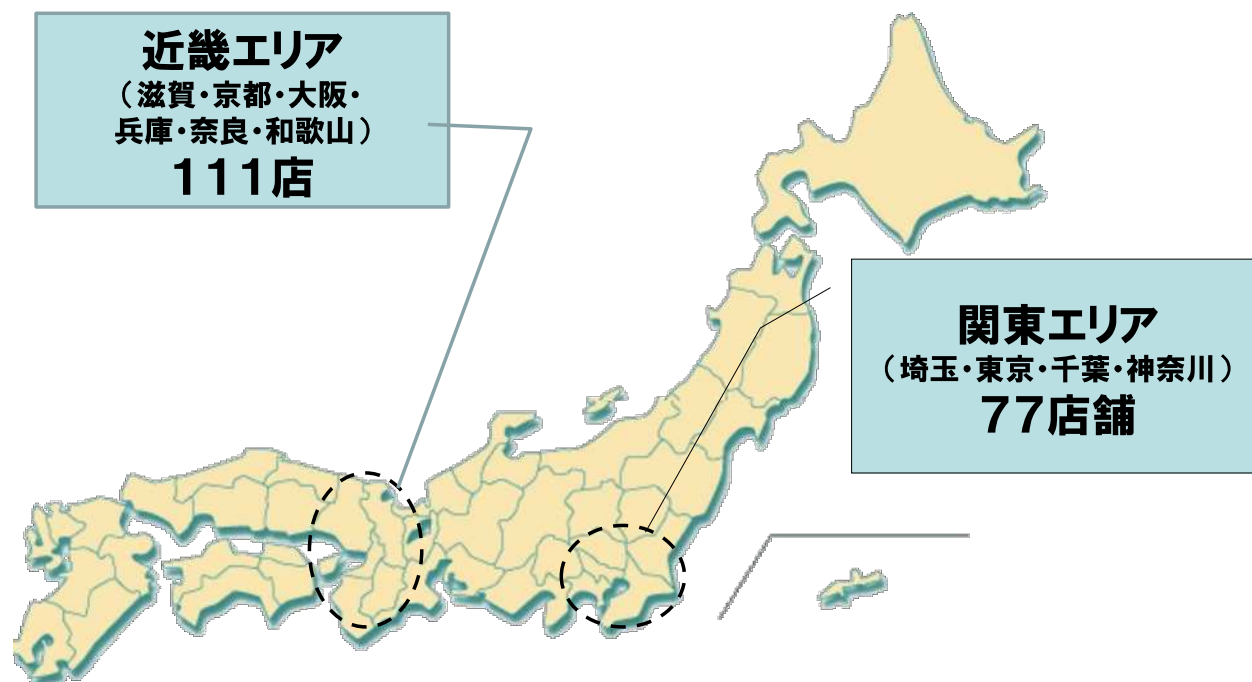 近畿エリア
（滋賀・京都・大阪・
兵庫・奈良・和歌山）
１１１店
関東エリア
（埼玉・東京・千葉・神奈川）
７７店舗